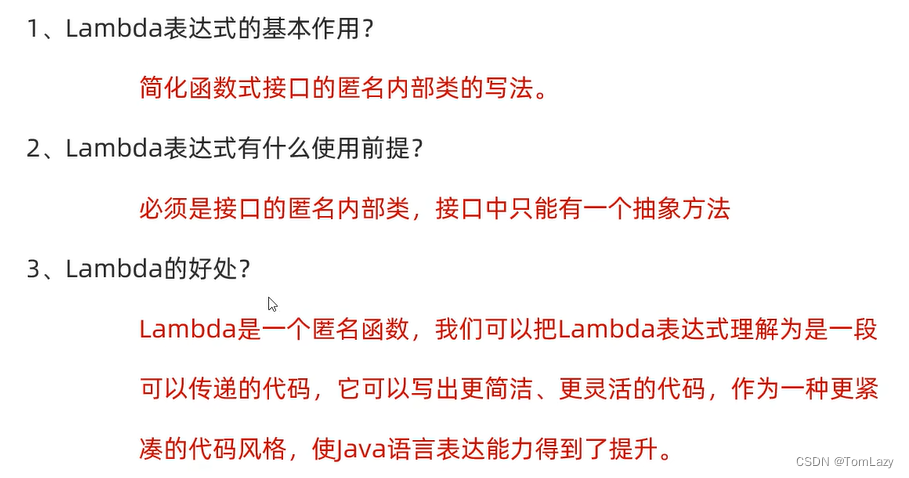 1、Lambda表达式的基本作用？
简化函数式接口的匿名内部类的写法。
2、Lambda表达式有什么使用前提？
必须是接口的匿名内部类，接口中只能有一个抽象方法
3、Lambda的好处？
Lambda是一个匿名函数，我们可以把Lambda表达式理解为是一段
可以传递的代码，它可以写出更简洁、更灵活的代码，作为一种更紧
凑的代码风格，使Java语言表达能力得到了提升。
CSDN @TomLazy